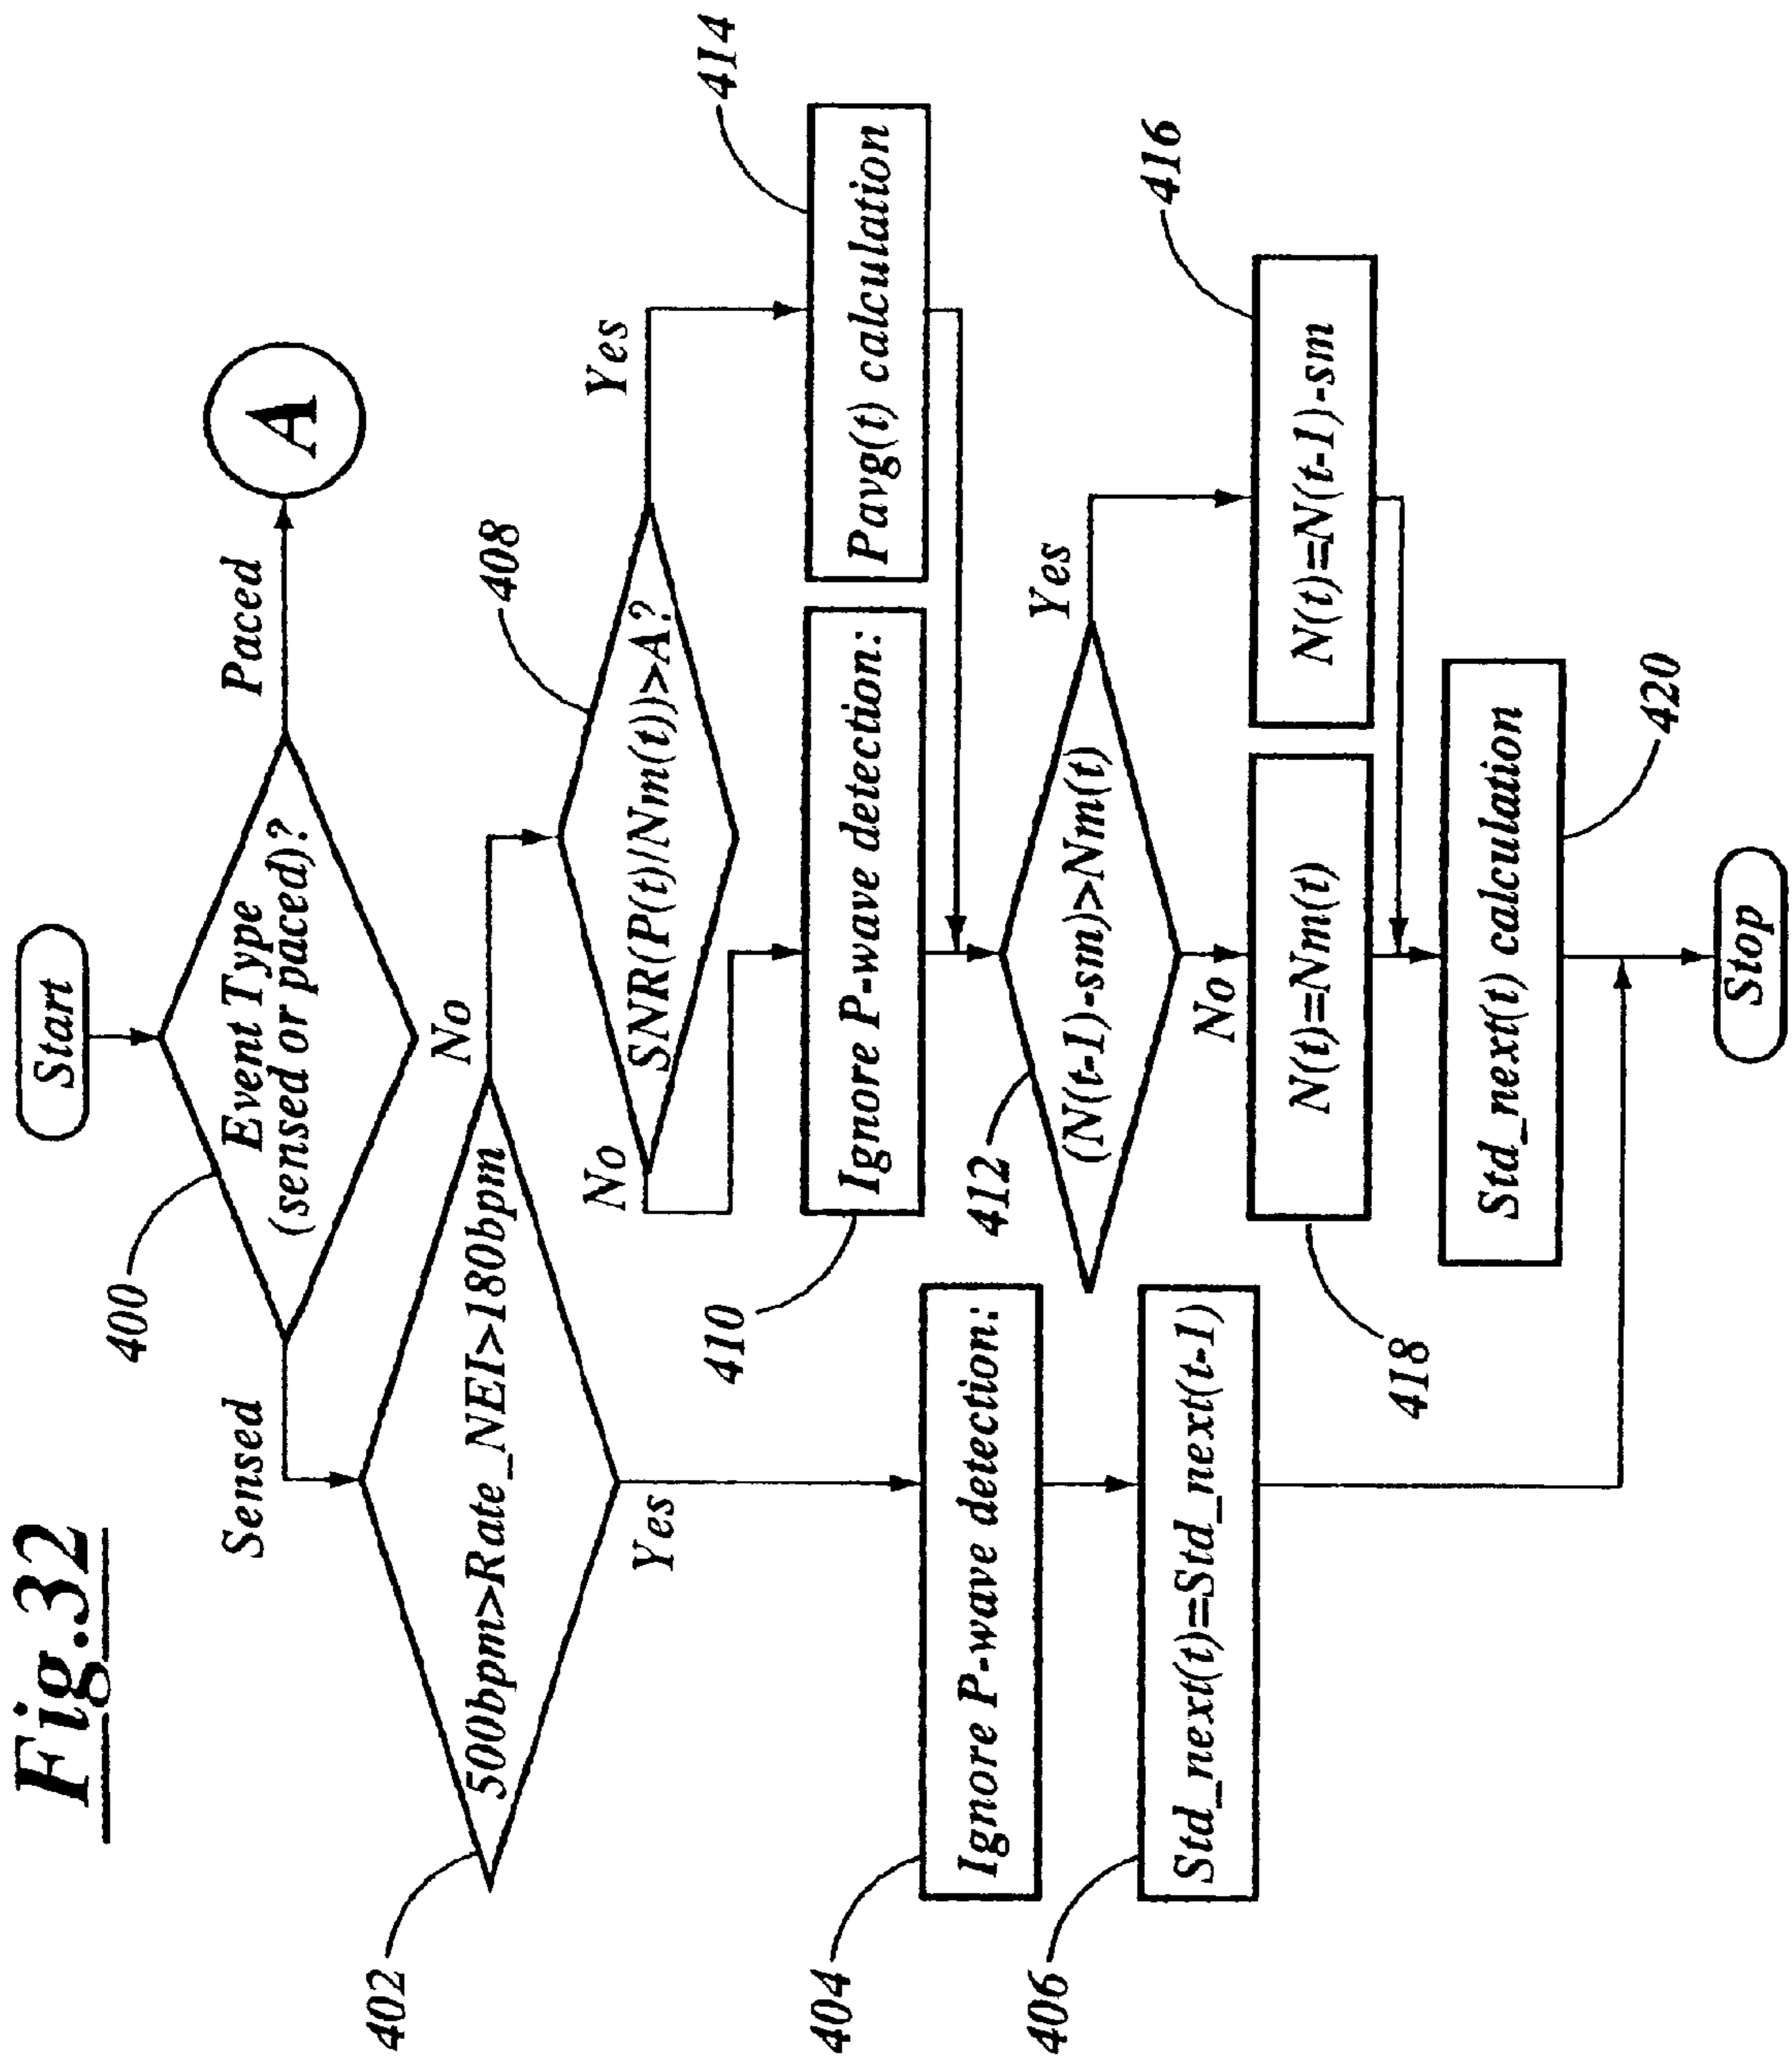 Fig.32
Start
400
Event Type
(sensed or paced)?
Sensed
Paced
A
402
500bpm>Rate_NEI>180bpm
No
Yes
408
SNR(P(t)/Nm(t))>A?
No
Yes
404
Ignore P-wave detection:
410
Ignore P-wave detection:
414
Pavg(t) calculation
406
Std_next(t)=Std_next(t-1)
412
(N(t-1)-sm)>Nm(t)
Yes
No
416
N(t)=N(t-1)-sm
418
N(t)=Nm(t)
Std_next(t) calculation
420
Stop